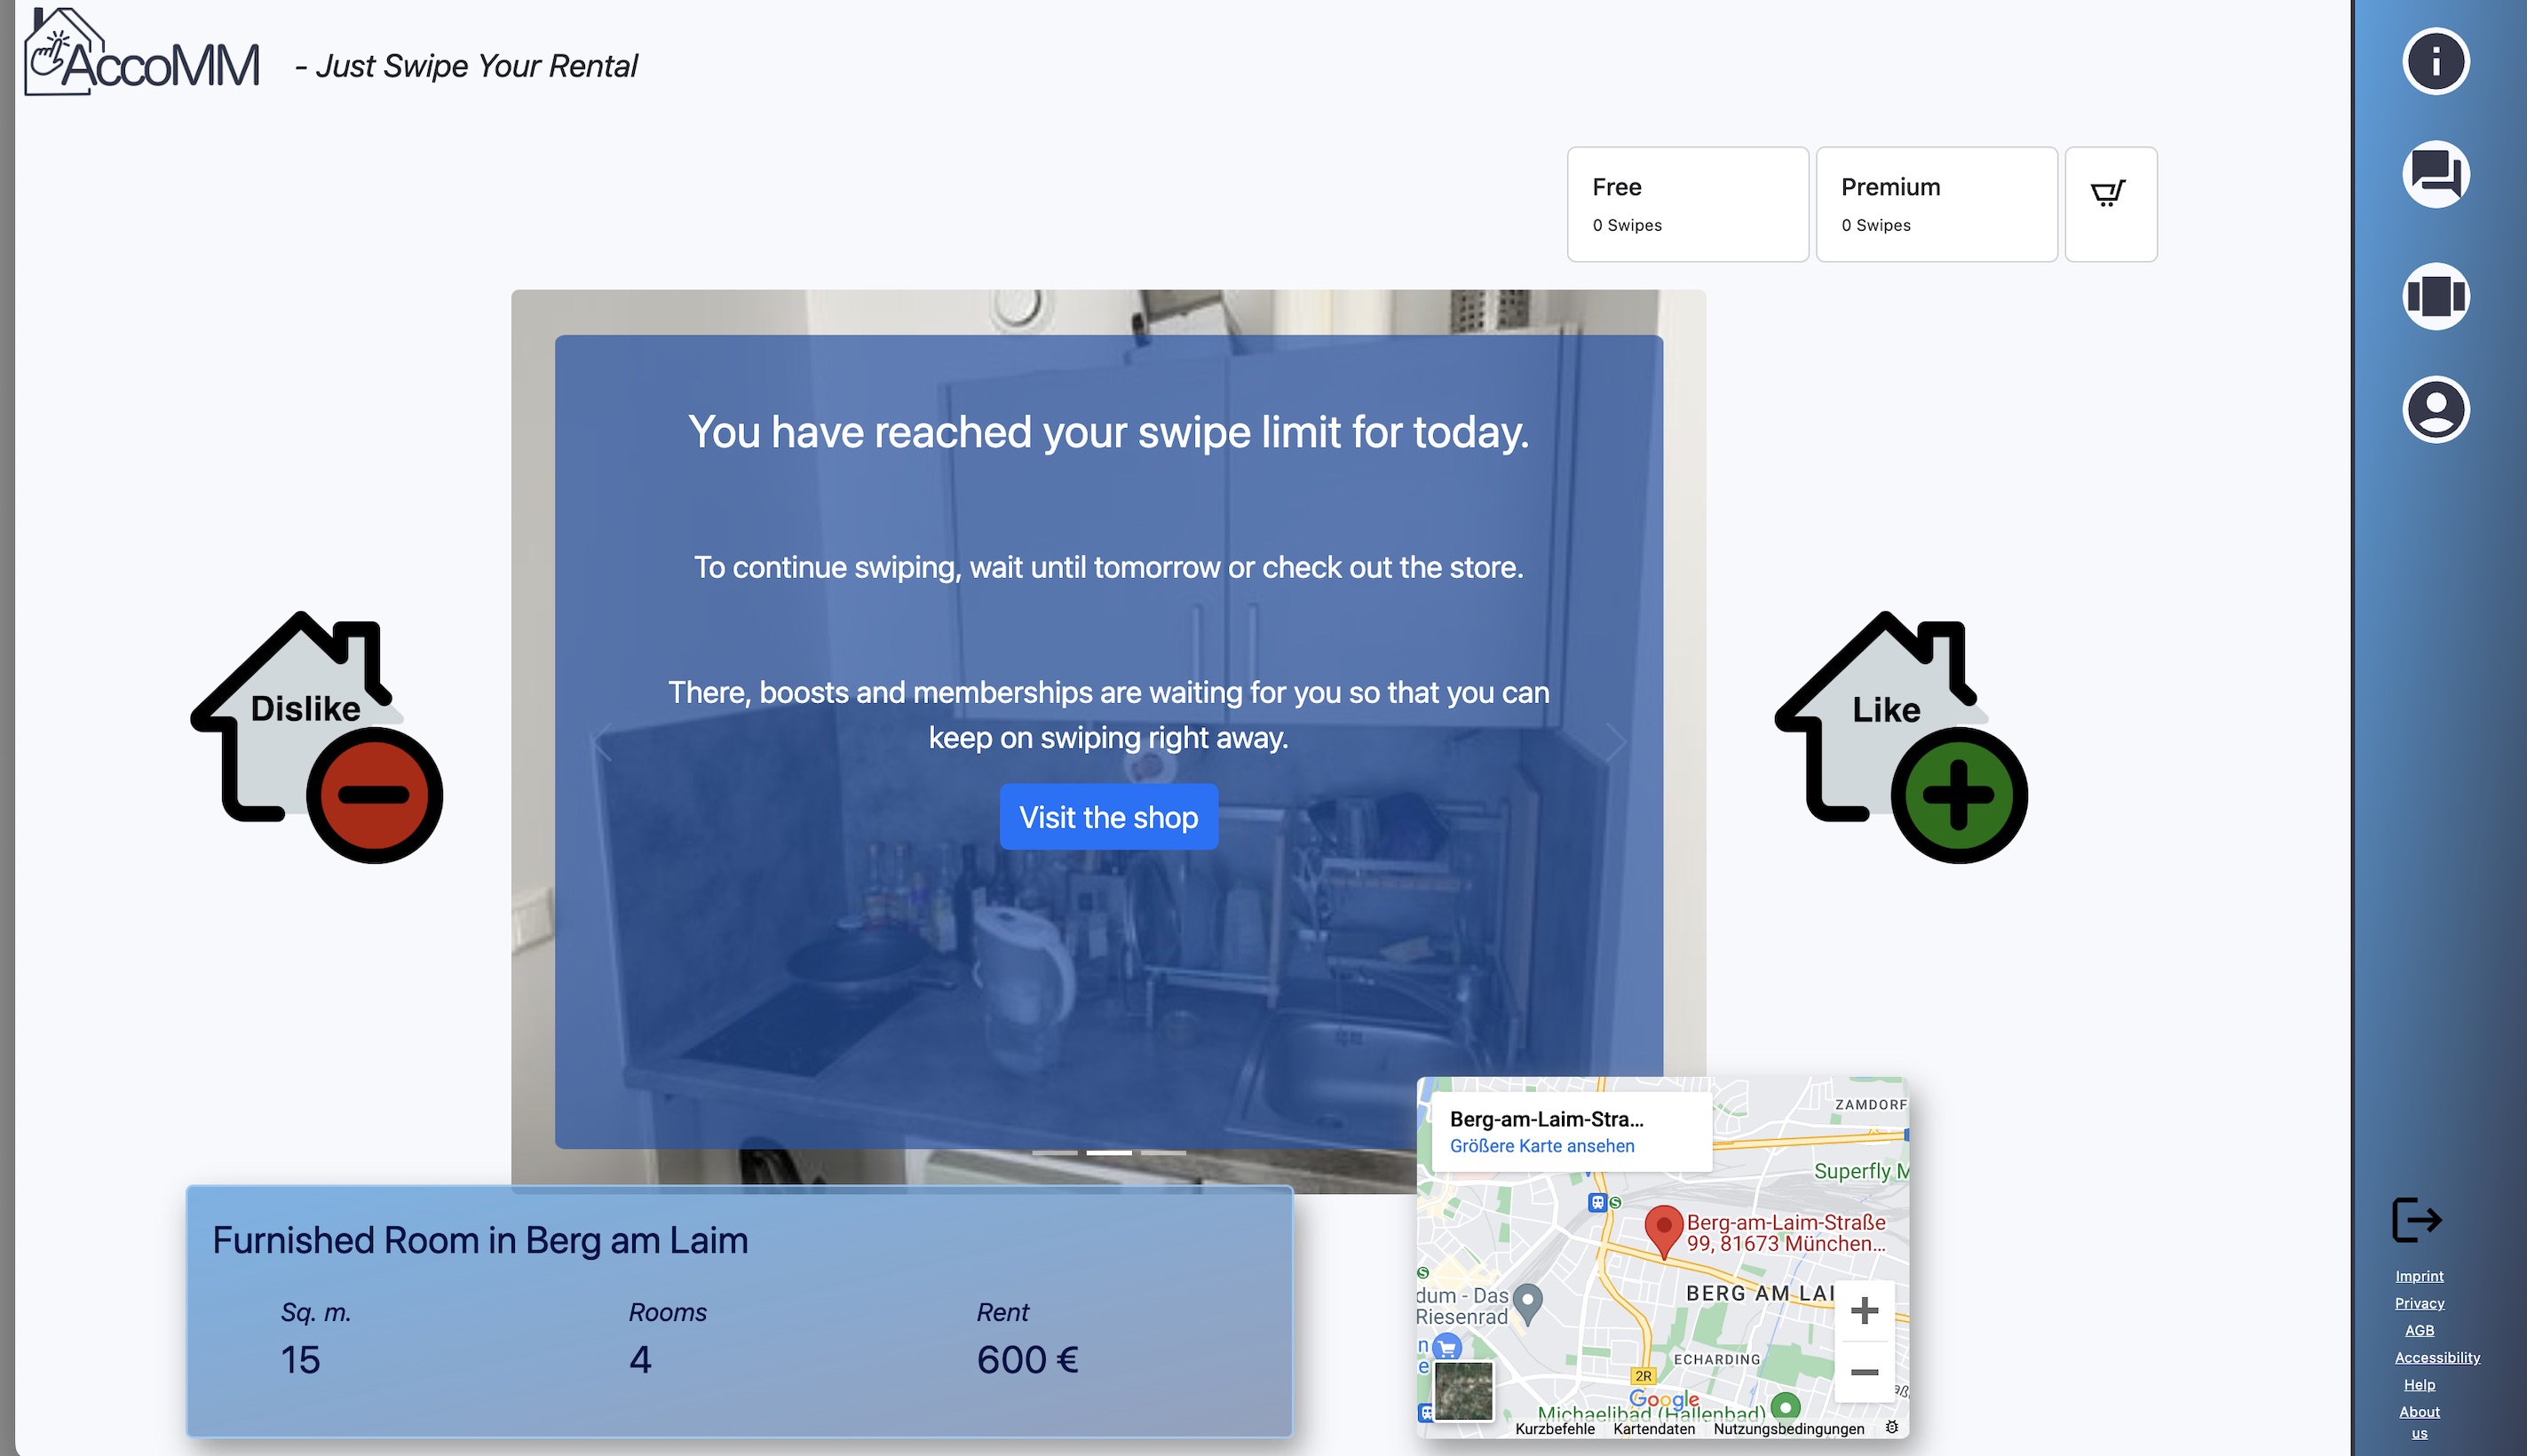 AccoMM
- Just Swipe Your Rental
Free
0 Swipes
Premium
0 Swipes
You have reached your swipe limit for today.
To continue swiping, wait until tomorrow or check out the store.
There, boosts and memberships are waiting for you so that you can
keep on swiping right away.
Visit the shop
Dislike
Like
Furnished Room in Berg am Laim
Sq. m.
Rooms
Rent
15
4
600 €
Berg-am-Laim-Stra...
Größere Karte ansehen
ZAMDORF
Superfly M
S
Berg-am-Laim-Straße
99, 81673 München...
S
BERG AM LAI
dum - Das
Riesenrad
n
e
ECHARDING
2R
Google
Michaelibad (Hallenbad)
Kurzbefehle
Kartendaten
Nutzungsbedingungen
Imprint
Privacy
AGB
Accessibility
Help
About
us